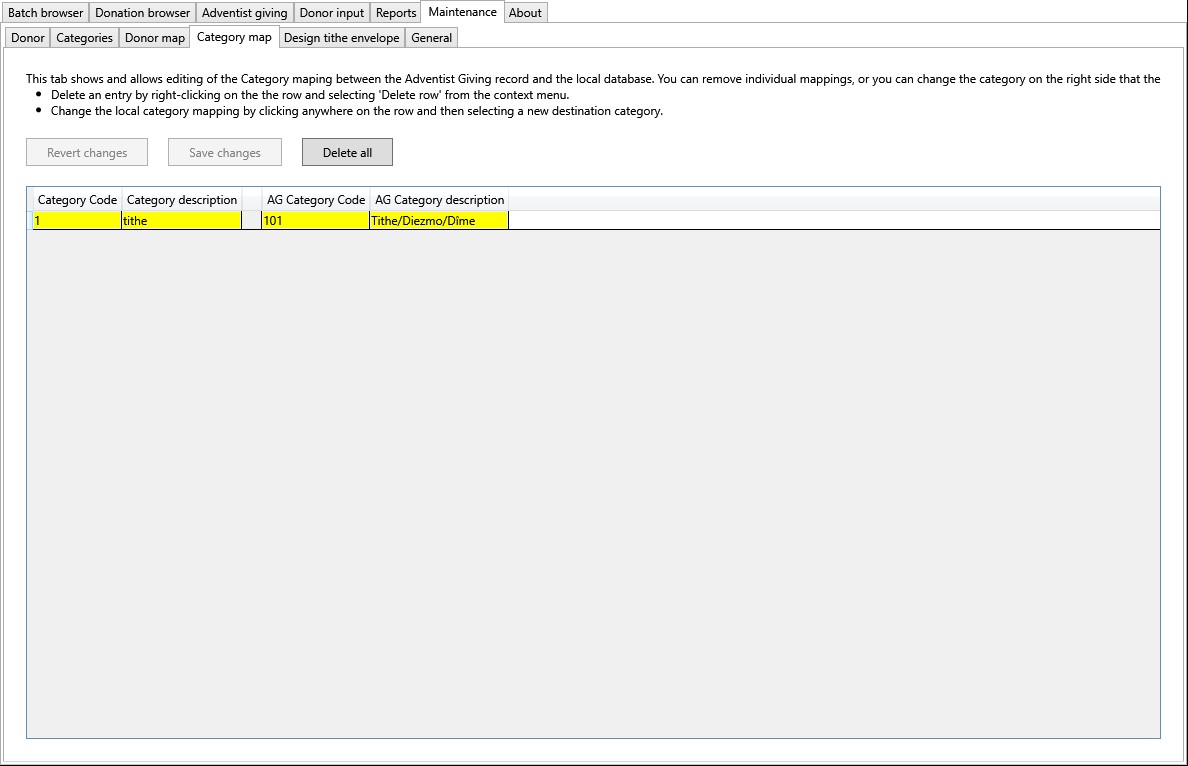 Batch browser Donation browser Adventist giving Donor input Reports Maintenance About
Donor Categories Donor map Category map Design tithe envelope General
This tab shows and allows editing of the Category maping between the Adventist Giving record and the local database. You can remove individual mappings, or you can change the category on the right side that the
• Delete an entry by right-clicking on the the row and selecting 'Delete row' from the context menu.
• Change the local category mapping by clicking anywhere on the row and then selecting a new destination category.
Revert changes Save changes Delete all
Category Code Category description AG Category Code AG Category description
1 tithe 101 Tithe/Diezmo/Dîme